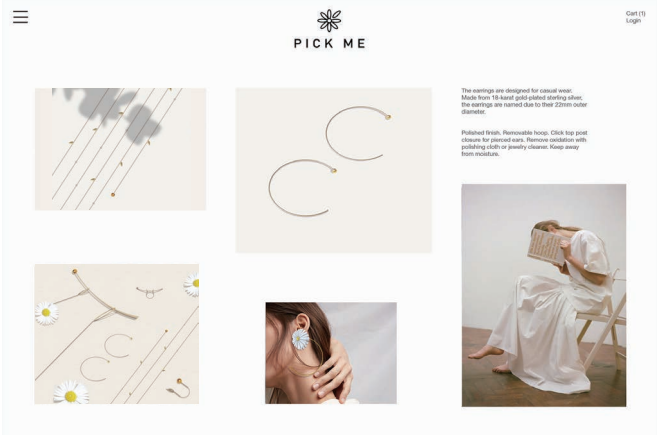 PICK ME
Cart (1)
Login
The earrings are designed for casual wear.
Made from 18-karat gold-plated sterling silver,
the earrings are named due to their 22mm outer
diameter.
Polished finish. Removable hoop. Click top post
closure for pierced ears. Remove oxidation with
polishing cloth or jewelry cleaner. Keep away
from moisture.